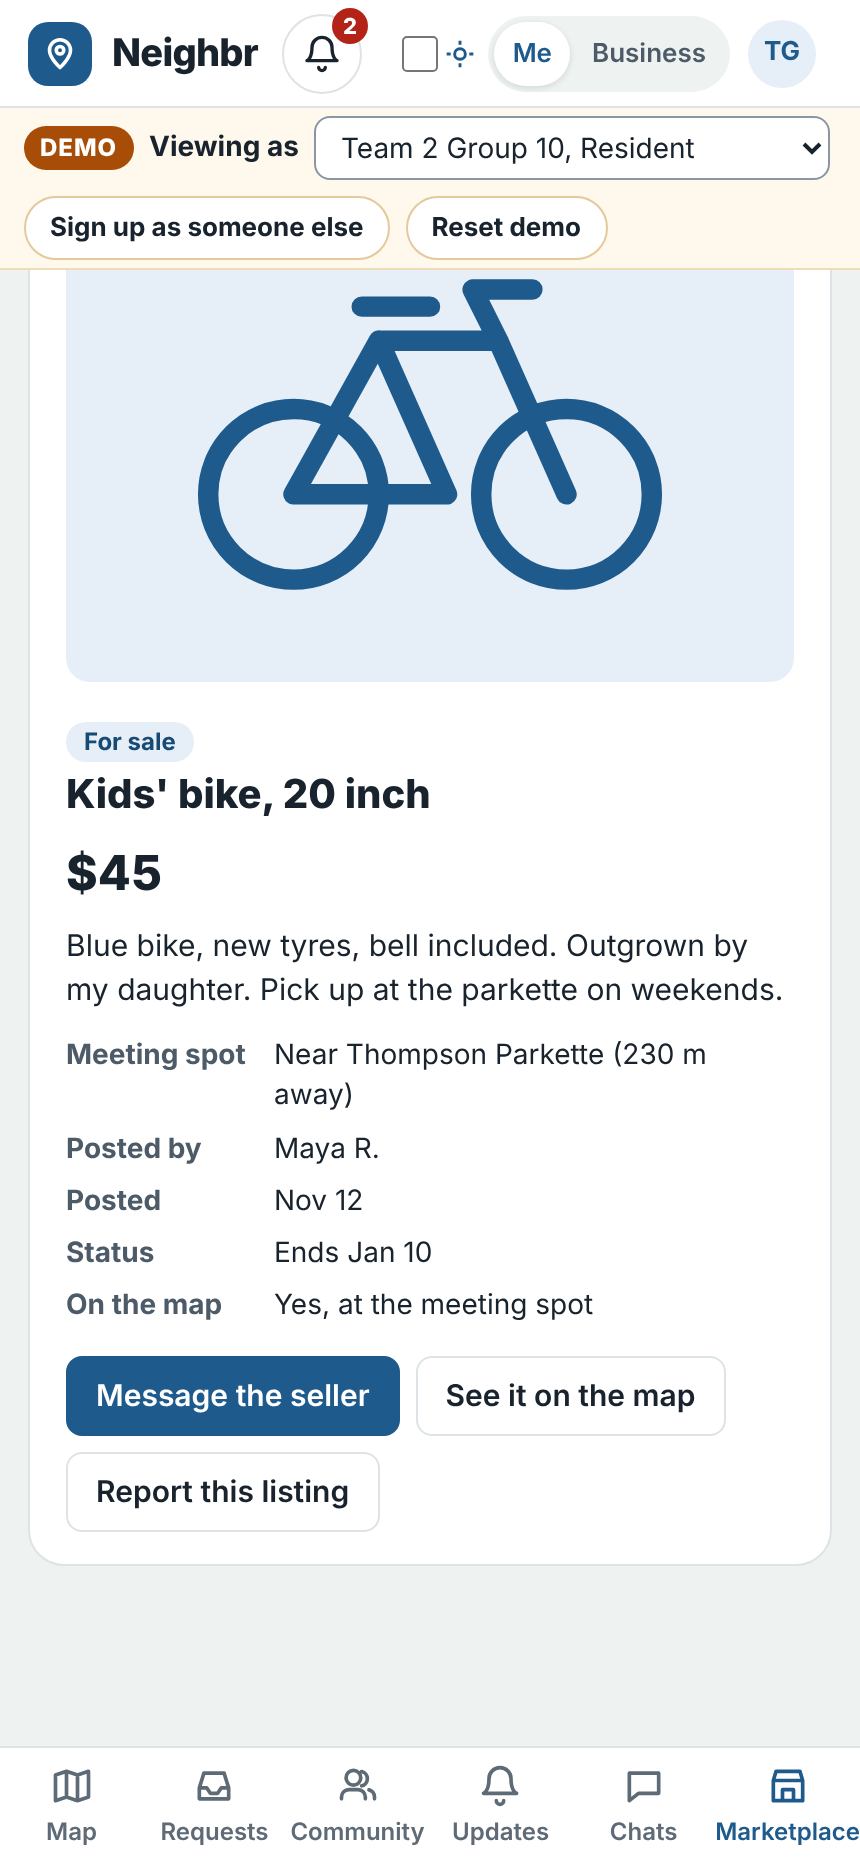 Neighbr
2
Me
Business
TG
DEMO
Viewing as
Team 2 Group 10, Resident
Sign up as someone else
Reset demo
For sale
Kids' bike, 20 inch
$45
Blue bike, new tyres, bell included. Outgrown by
my daughter. Pick up at the parkette on weekends.
Meeting spot
Near Thompson Parkette (230 m
away)
Posted by
Maya R.
Posted
Nov 12
Status
Ends Jan 10
On the map
Yes, at the meeting spot
Message the seller
See it on the map
Report this listing
Map
Requests
Community
Updates
Chats
Marketplace